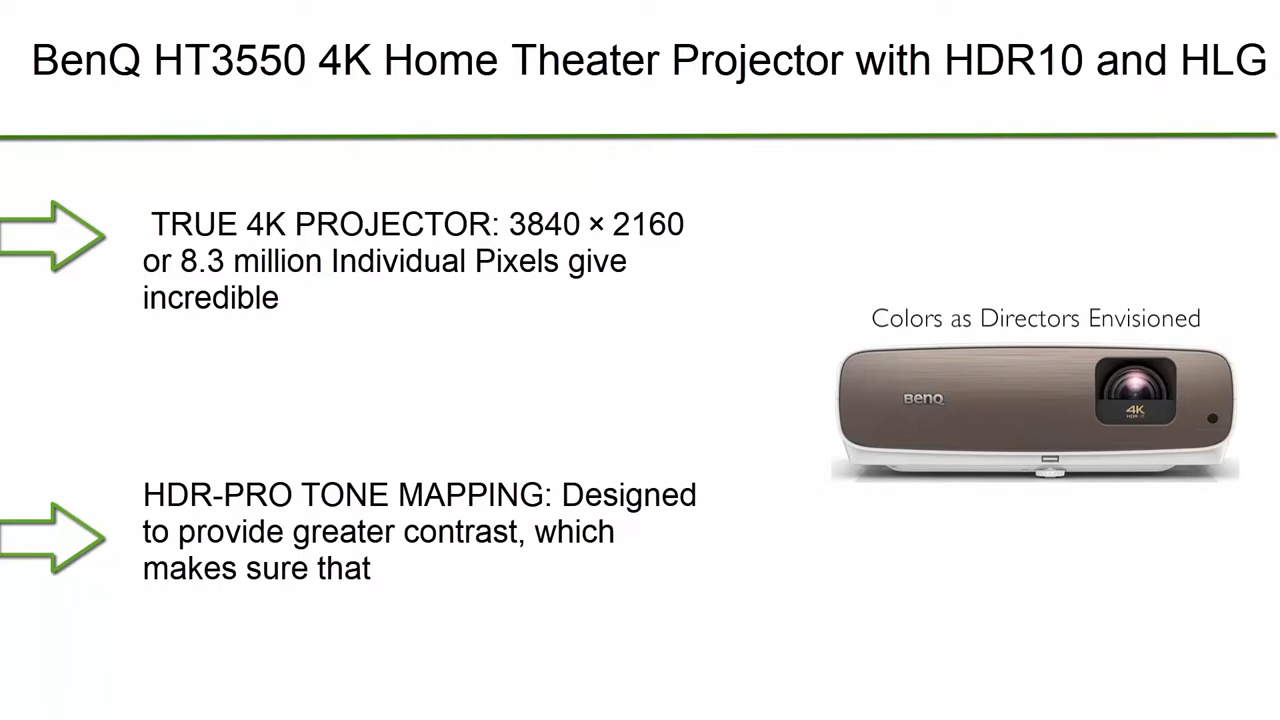 BenQ HT3550 4K Home Theater Projector with HDR10 and HLG
TRUE 4K PROJECTOR: 3840 × 2160
or 8.3 million Individual Pixels give
incredible
Colors as Directors Envisioned
BenQ
4K
HDR-PRO TONE MAPPING: Designed
to provide greater contrast, which
makes sure that